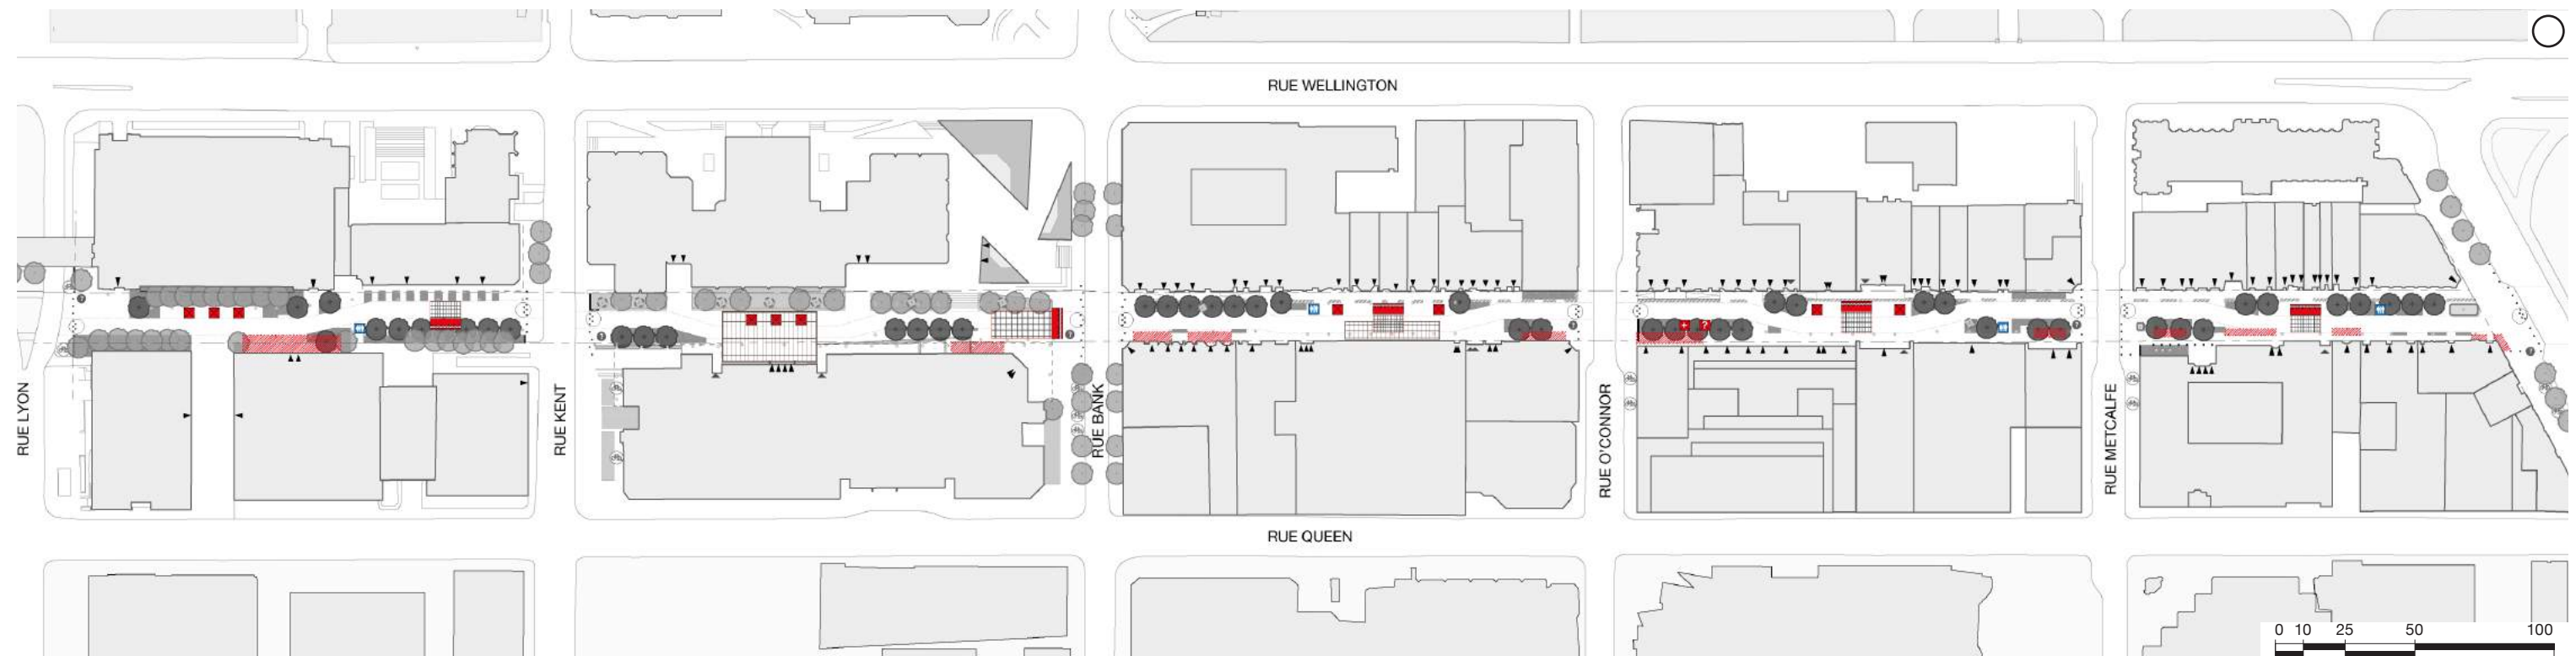 RUE WELLINGTON
RUE LYON
RUE KENT
RUE BANK
RUE O'CONNOR
RUE METCALFE
RUE QUEEN
0 10 25 50 100